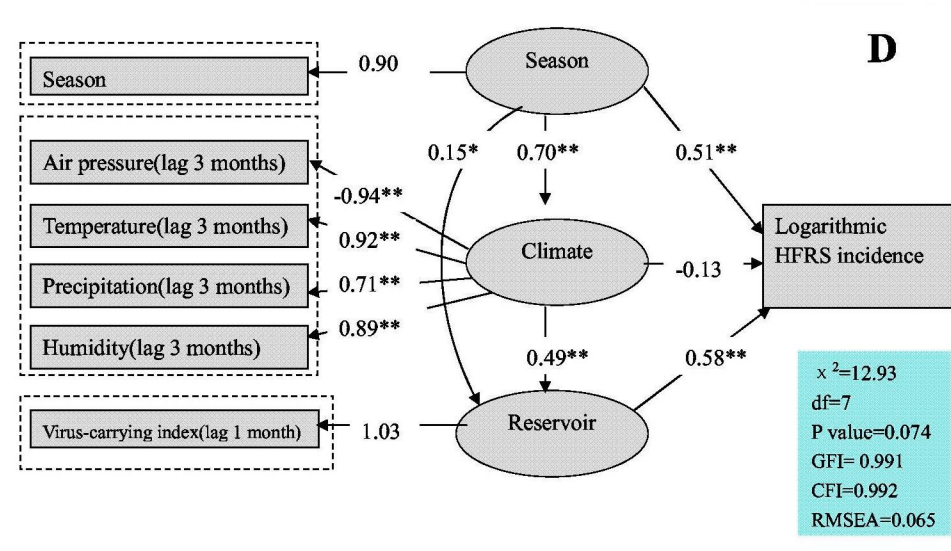 D
Season
0.90
Season
0.15*
0.70**
0.51**
Air pressure(lag 3 months)
-0.94**
Temperature(lag 3 months)
0.92**
Climate
-0.13
Logarithmic
HFRS incidence
Precipitation(lag 3 months)
0.71**
Humidity(lag 3 months)
0.89**
0.49**
0.58**
Virus-carrying index(lag 1 month)
1.03
Reservoir
χ²=12.93
df=7
P value=0.074
GFI= 0.991
CFI=0.992
RMSEA=0.065